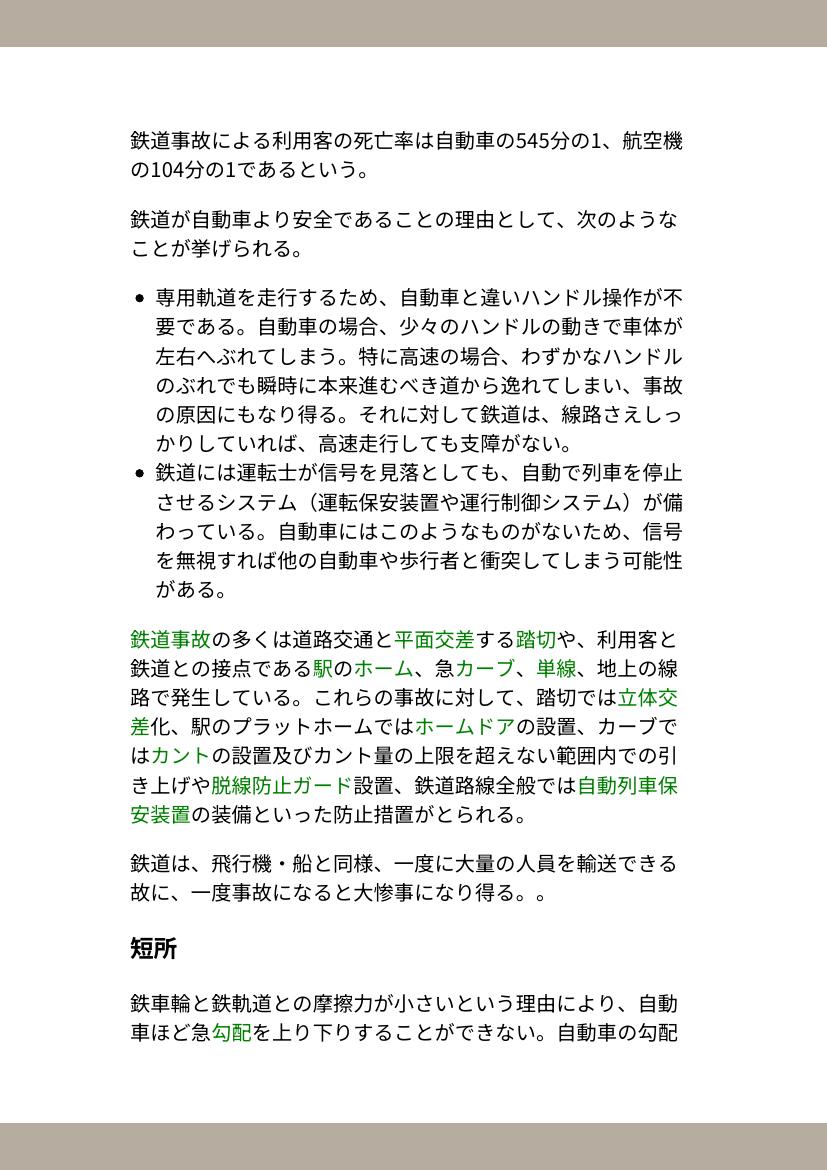 鉄道事故による利用客の死亡率は自動車の545分の1、航空機
の104分の1であるという。
鉄道が自動車より安全であることの理由として、次のような
ことが挙げられる。
• 専用軌道を走行するため、自動車と違いハンドル操作が不
要である。自動車の場合、少々のハンドルの動きで車体が
左右へぶれてしまう。特に高速の場合、わずかなハンドル
のぶれでも瞬時に本来進むべき道から逸れてしまい、事故
の原因にもなり得る。それに対して鉄道は、線路さえしっ
かりしていれば、高速走行しても支障がない。
• 鉄道には運転士が信号を見落としても、自動で列車を停止
させるシステム（運転保安装置や運行制御システム）が備
わっている。自動車にはこのようなものがないため、信号
を無視すれば他の自動車や歩行者と衝突してしまう可能性
がある。
鉄道事故の多くは道路交通と平面交差する踏切や、利用客と
鉄道との接点である駅のホーム、急カーブ、単線、地上の線
路で発生している。これらの事故に対して、踏切では立体交
差化、駅のプラットホームではホームドアの設置、カーブで
はカントの設置及びカント量の上限を超えない範囲内での引
き上げや脱線防止ガード設置、鉄道路線全般では自動列車保
安装置の装備といった防止措置がとられる。
鉄道は、飛行機・船と同様、一度に大量の人員を輸送できる
故に、一度事故になると大惨事になり得る。。
短所
鉄車輪と鉄軌道との摩擦力が小さいという理由により、自動
車ほど急勾配を上り下りすることができない。自動車の勾配